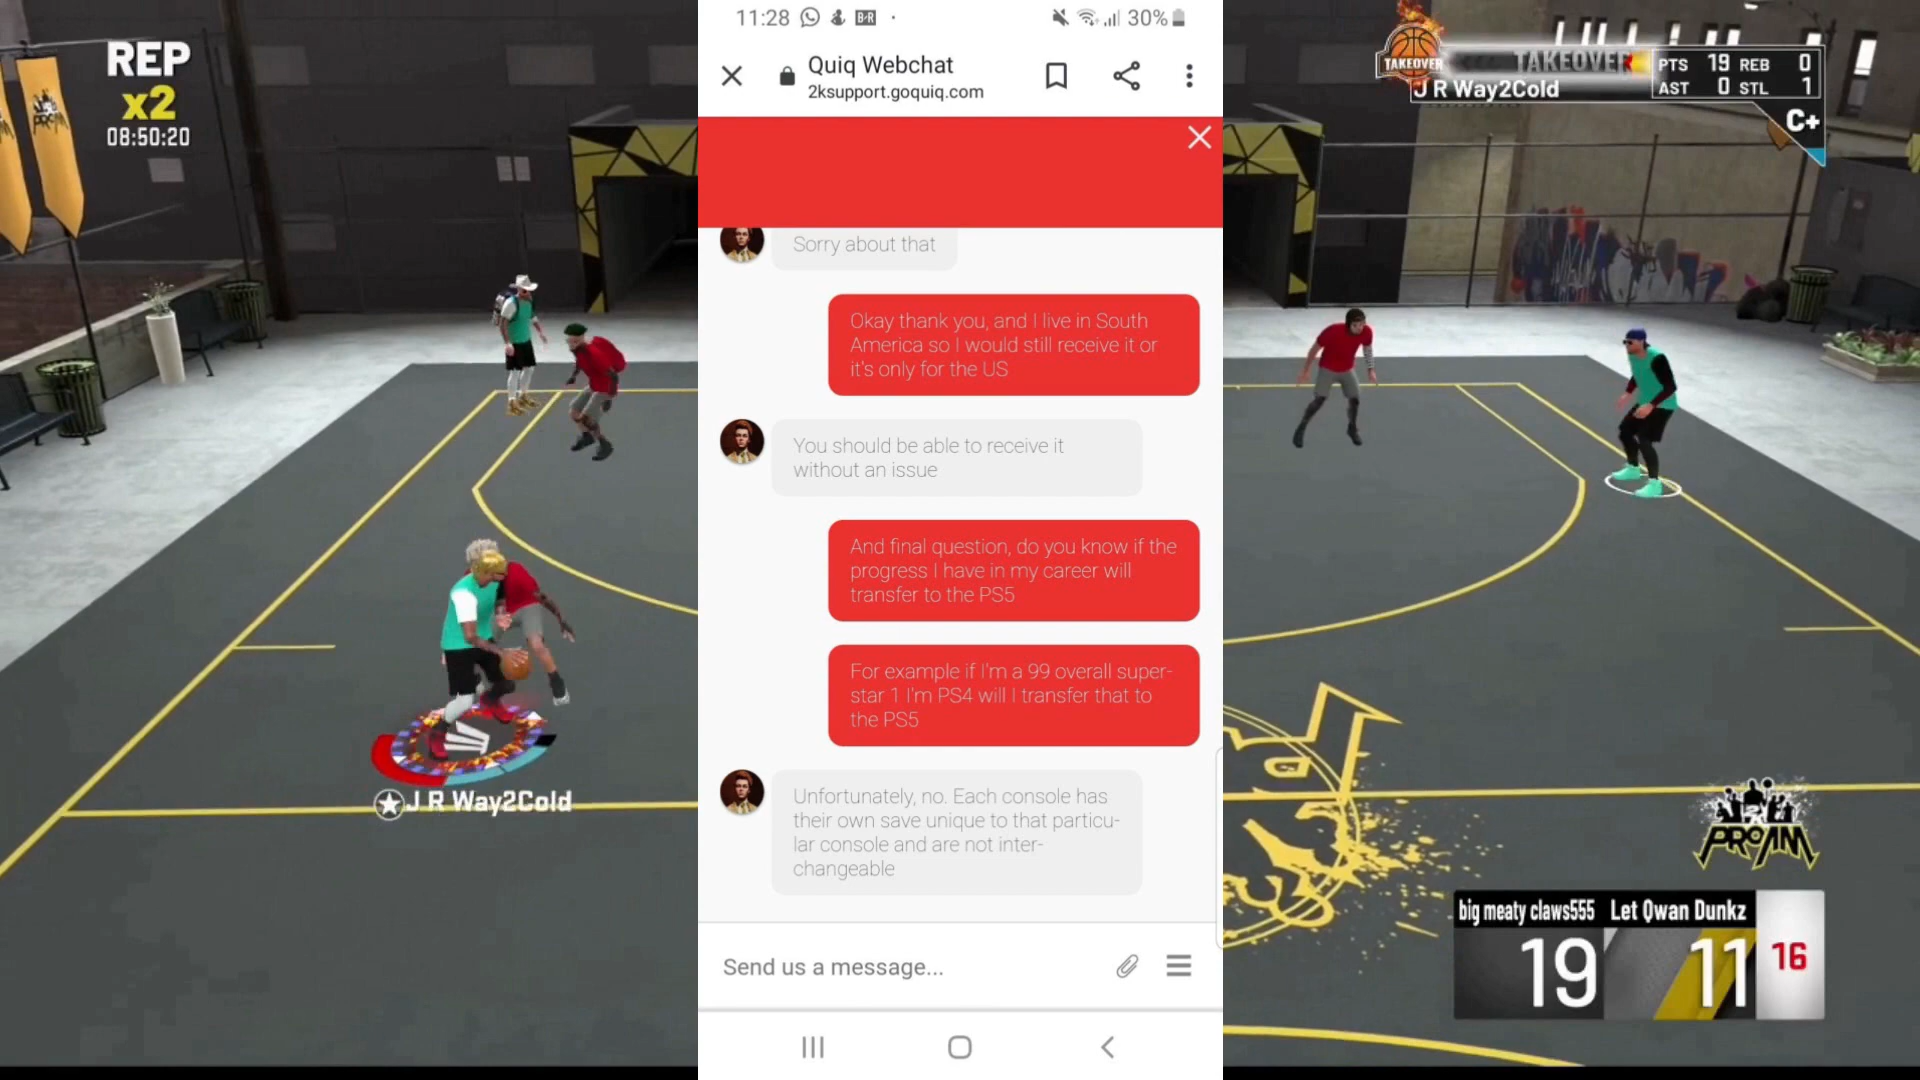 REP
x2
08:50:20
J R Way2Cold
11:28
B/R
30%
Quiq Webchat
2ksupport.goquiq.com
Sorry about that
Okay thank you, and I live in South
America so I would still receive it or
it's only for the US
You should be able to receive it
without an issue
And final question, do you know if the
progress I have in my career will
transfer to the PS5
For example if I'm a 99 overall super-
star 1 I'm PS4 will I transfer that to
the PS5
Unfortunately, no. Each console has
their own save unique to that particu-
lar console and are not inter-
changeable
Send us a message...
TAKEOVER
TAKEOVER
PTS 19 REB 0
AST 0 STL 1
J R Way2Cold
C+
PROAM
big meaty claws555 Let Qwan Dunkz
19 11 16